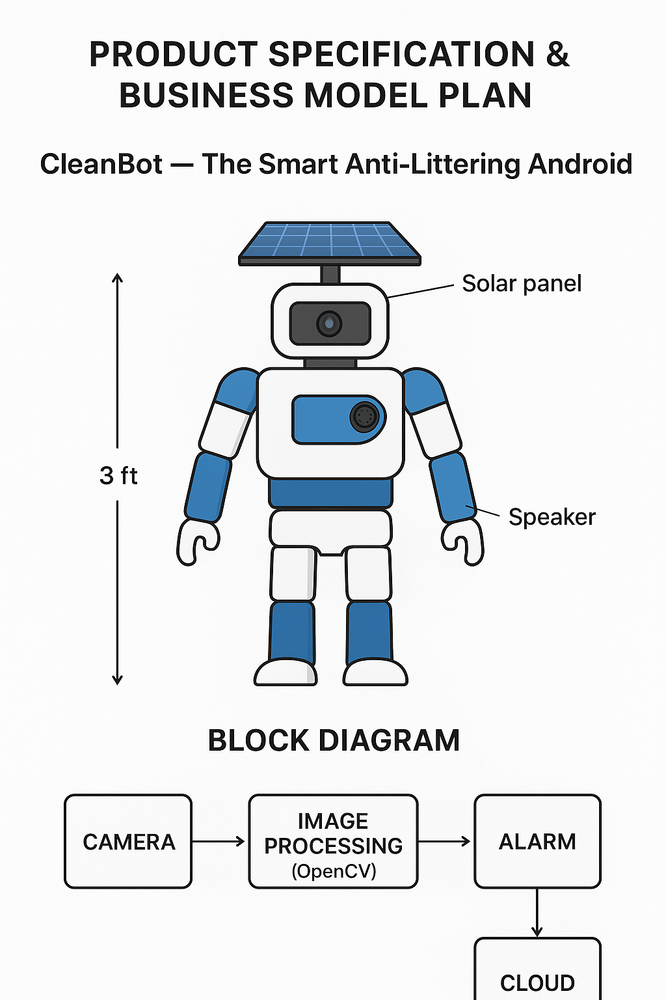 PRODUCT SPECIFICATION &
BUSINESS MODEL PLAN
CleanBot — The Smart Anti-Littering Android
Solar panel
3 ft
Speaker
BLOCK DIAGRAM
CAMERA
IMAGE
PROCESSING
(OpenCV)
ALARM
CLOUD